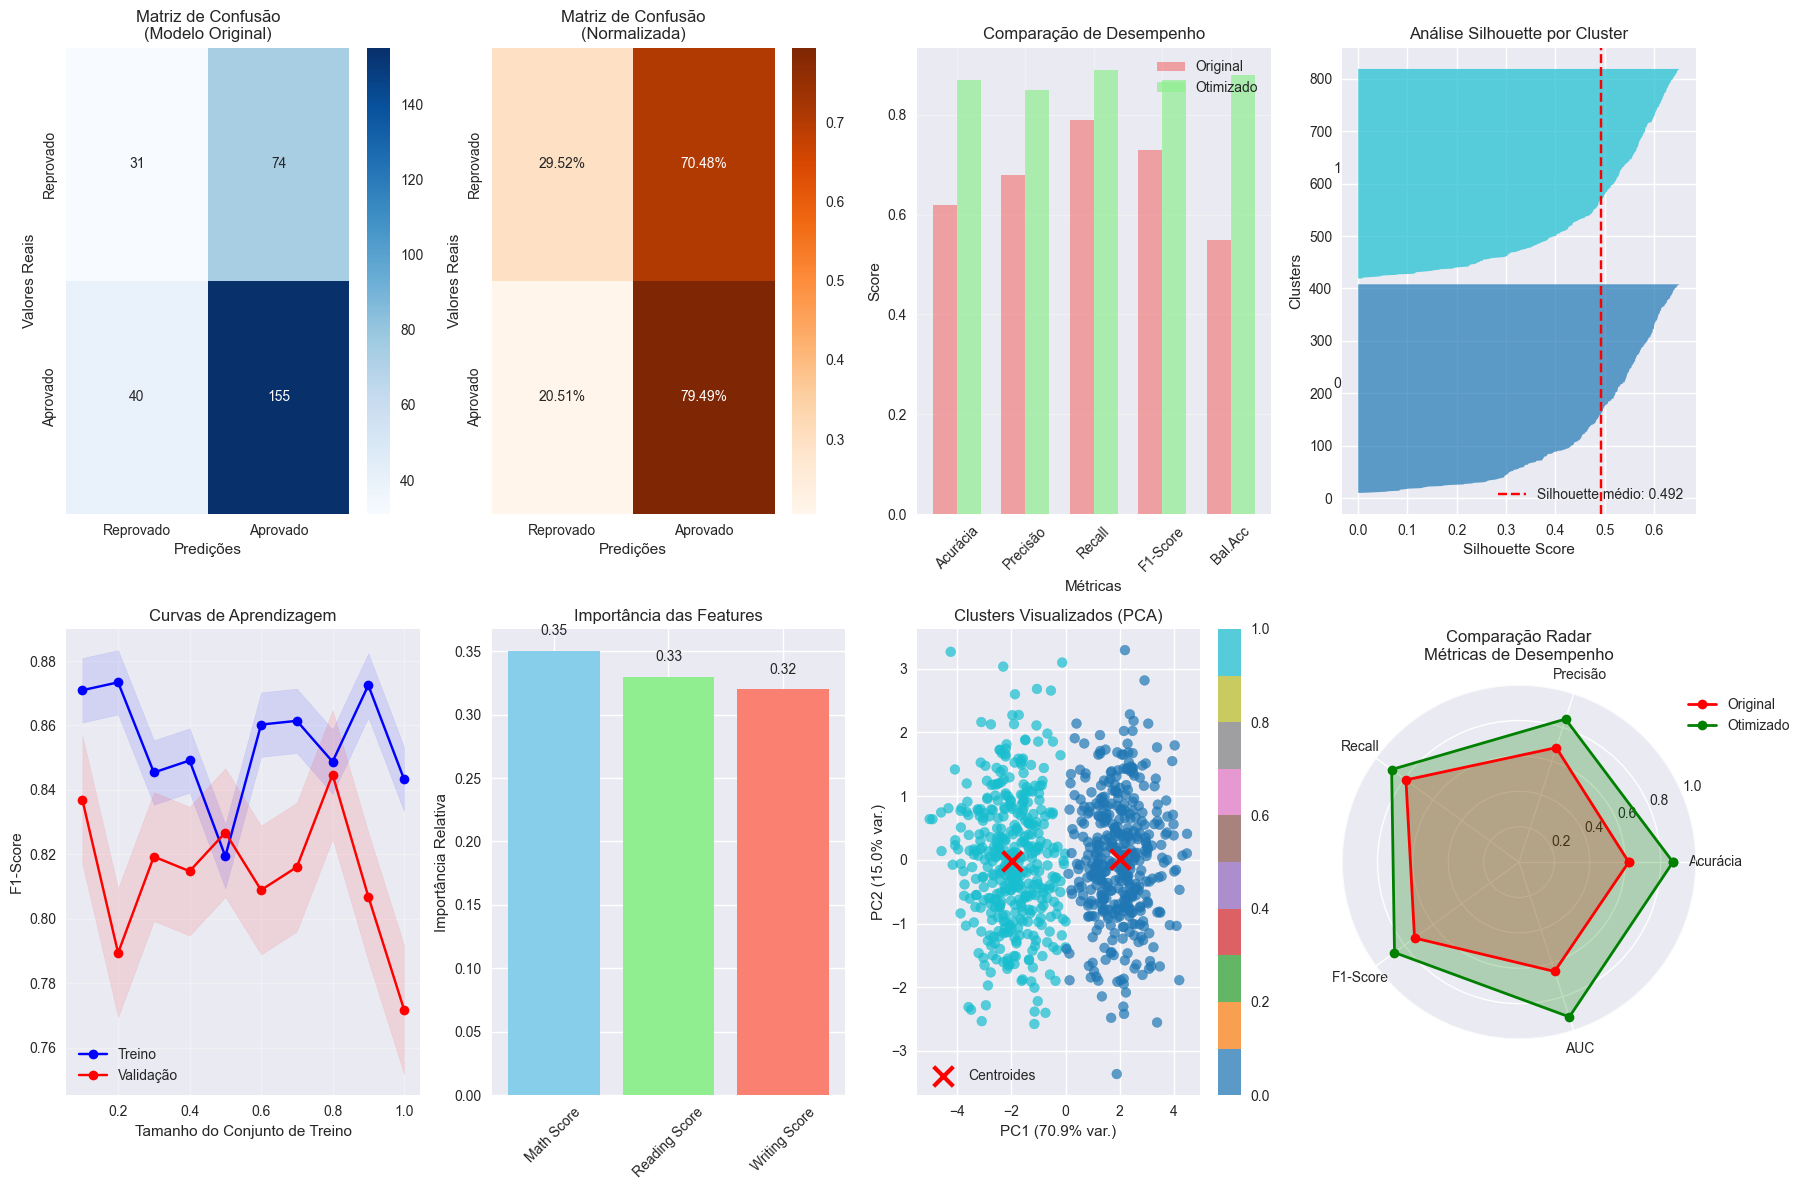 Matriz de Confusão
(Modelo Original)
Valores Reais
Reprovado
Aprovado
31
74
40
155
Reprovado
Aprovado
Predições
140
120
100
80
60
40
Matriz de Confusão
(Normalizada)
Valores Reais
Reprovado
Aprovado
29.52%
70.48%
20.51%
79.49%
Reprovado
Aprovado
Predições
0.7
0.6
0.5
0.4
0.3
Comparação de Desempenho
Original
Otimizado
Score
0.8
0.6
0.4
0.2
0.0
Acurácia
Precisão
Recall
F1-Score
Bal.Acc
Métricas
Análise Silhouette por Cluster
Clusters
800
700
600
500
400
300
200
100
0
1
0
Silhouette médio: 0.492
0.0
0.1
0.2
0.3
0.4
0.5
0.6
Silhouette Score
Curvas de Aprendizagem
F1-Score
0.88
0.86
0.84
0.82
0.80
0.78
0.76
Treino
Validação
0.2
0.4
0.6
0.8
1.0
Tamanho do Conjunto de Treino
Importância das Features
Importância Relativa
0.35
0.30
0.25
0.20
0.15
0.10
0.05
0.00
0.35
0.33
0.32
Math Score
Reading Score
Writing Score
Clusters Visualizados (PCA)
PC2 (15.0% var.)
3
2
1
0
−1
−2
−3
Centroides
−4
−2
0
2
4
PC1 (70.9% var.)
1.0
0.8
0.6
0.4
0.2
0.0
Comparação Radar
Métricas de Desempenho
Precisão
Recall
F1-Score
AUC
Acurácia
0.2
0.4
0.6
0.8
1.0
Original
Otimizado